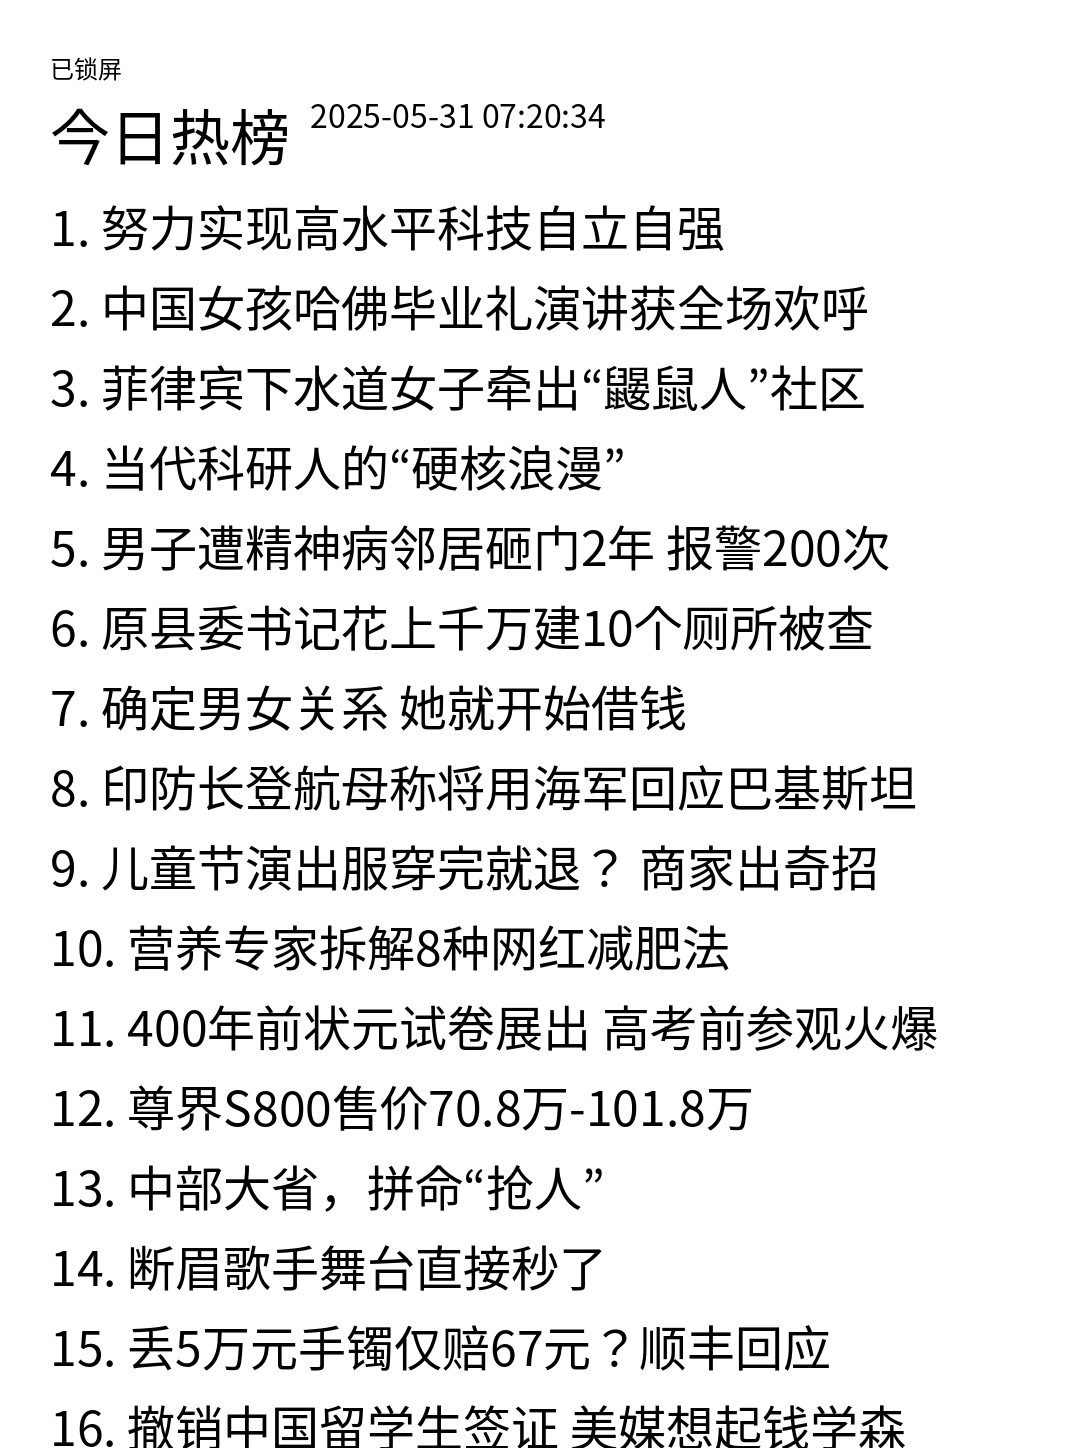 已锁屏
今日热榜 2025-05-31 07:20:34
1. 努力实现高水平科技自立自强
2. 中国女孩哈佛毕业礼演讲获全场欢呼
3. 菲律宾下水道女子牵出“鼹鼠人”社区
4. 当代科研人的“硬核浪漫”
5. 男子遭精神病邻居砸门2年 报警200次
6. 原县委书记花上千万建10个厕所被查
7. 确定男女关系 她就开始借钱
8. 印防长登航母称将用海军回应巴基斯坦
9. 儿童节演出服穿完就退？ 商家出奇招
10. 营养专家拆解8种网红减肥法
11. 400年前状元试卷展出 高考前参观火爆
12. 尊界S800售价70.8万-101.8万
13. 中部大省，拼命“抢人”
14. 断眉歌手舞台直接秒了
15. 丢5万元手镯仅赔67元？顺丰回应
16. 撤销中国留学生签证 美媒想起钱学森